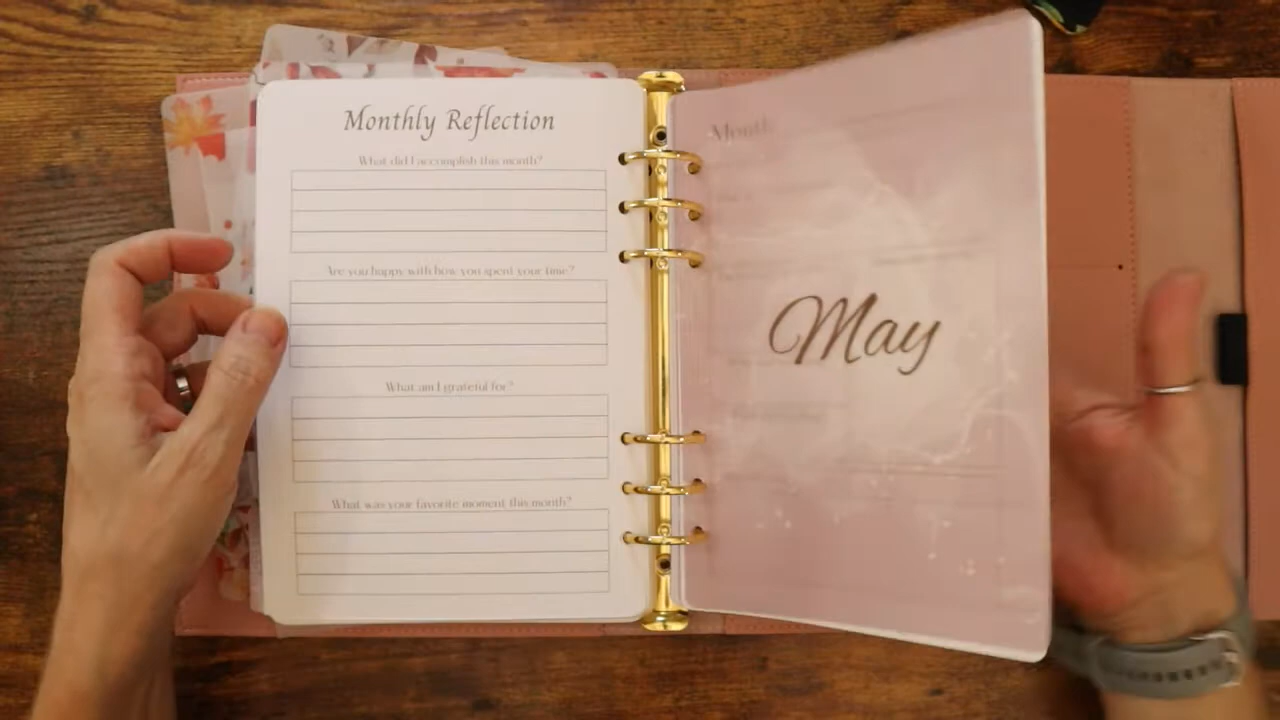 Monthly Reflection
What did I accomplish this month?
Are you happy with how you spent your time?
What am I grateful for?
What was your favorite moment this month?
May